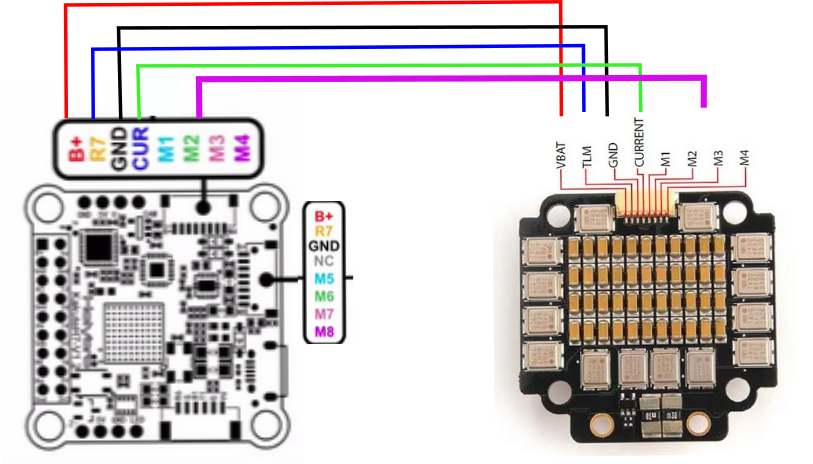 B+ R7 GND CUR M1 M2 M3 M4
VBAT TLM GND CURRENT M1 M2 M3 M4
B+
R7
GND
NC
M5
M6
M7
M8